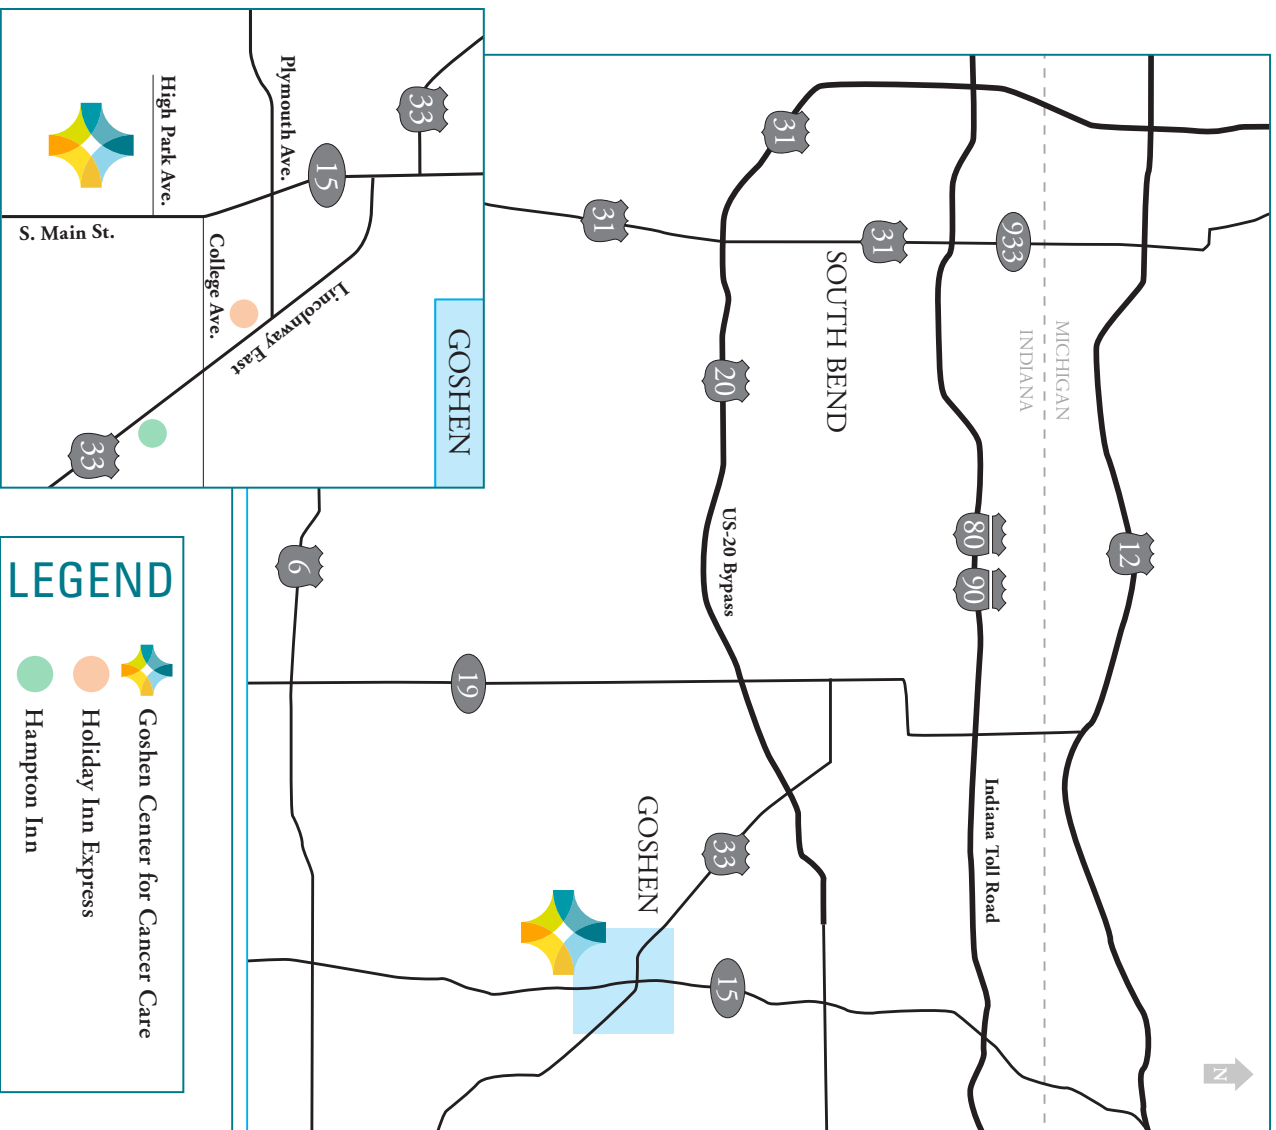 12
MICHIGAN
INDIANA
933
80
90
Indiana Toll Road
31
SOUTH BEND
31
31
20
US-20 Bypass
33
15
GOSHEN
19
6
N
GOSHEN
33
15
Plymouth Ave.
High Park Ave.
Lincolnway East
College Ave.
S. Main St.
33
LEGEND
Goshen Center for Cancer Care
Holiday Inn Express
Hampton Inn